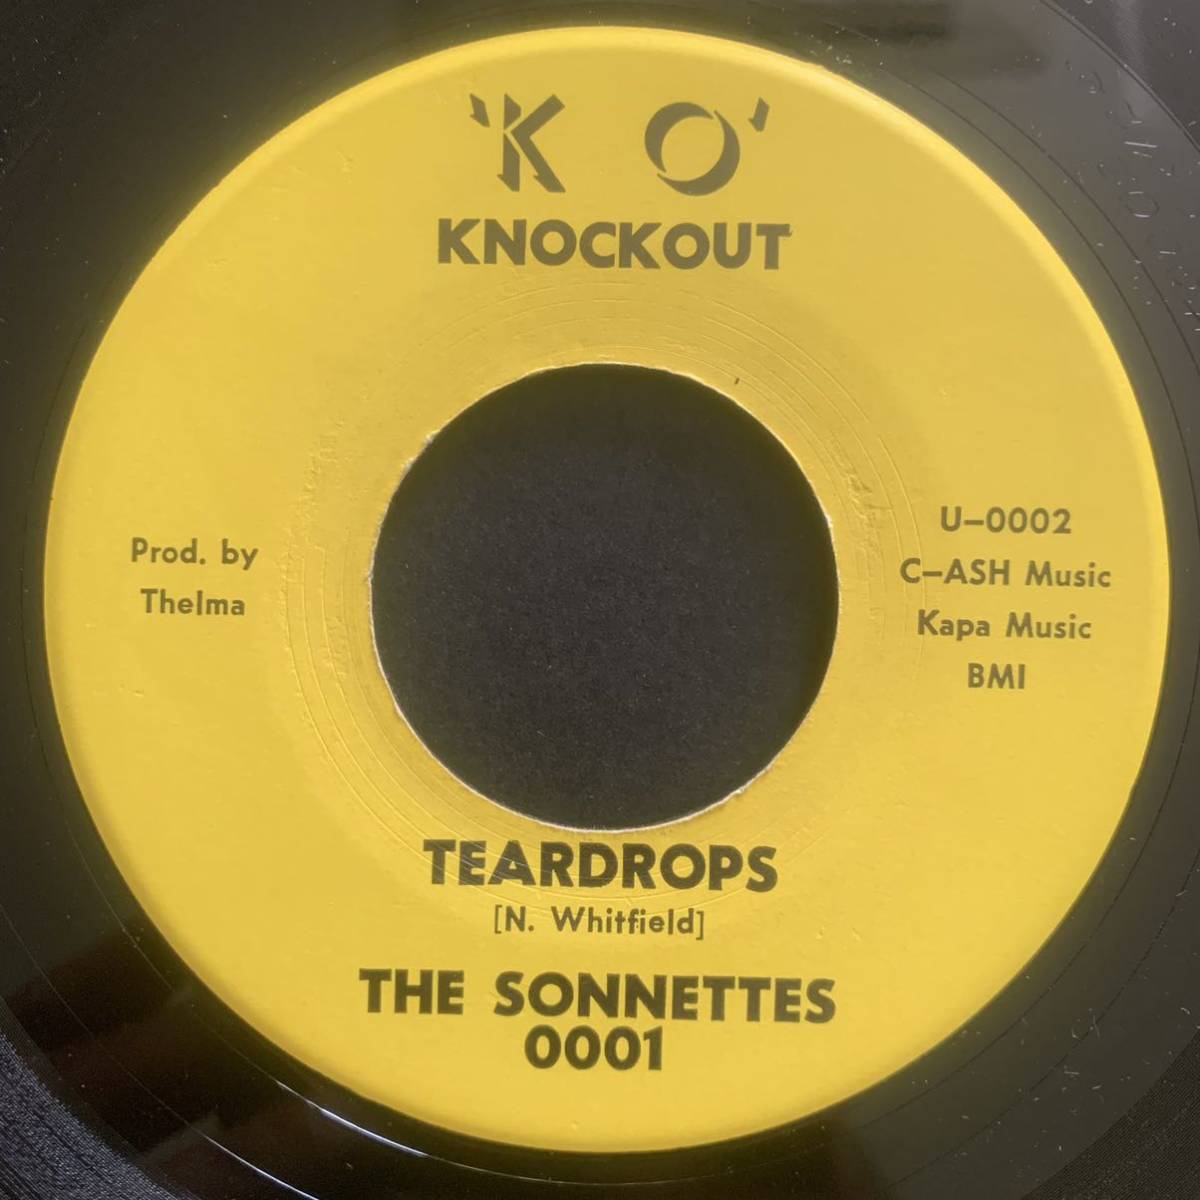 'K O'
KNOCKOUT
Prod. by
Thelma
U-0002
C-ASH Music
Kapa Music
BMI
TEARDROPS
[N. Whitfield]
THE SONNETTES
0001